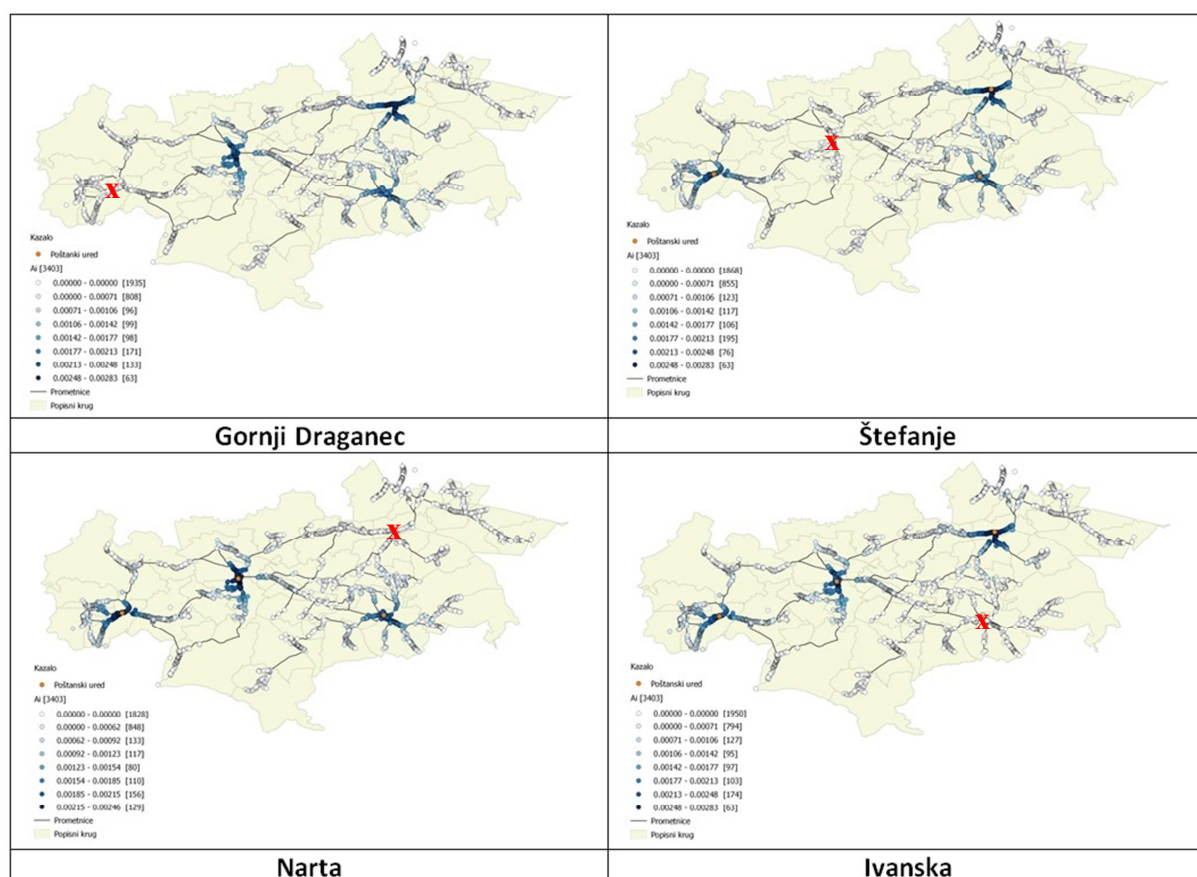 X
Kazalo
Poštanki ured
Ai [3403]
0.00000 - 0.00000 [1935]
0.00000 - 0.00071 [808]
0.00071 - 0.00106 [96]
0.00106 - 0.00142 [99]
0.00142 - 0.00177 [98]
0.00177 - 0.00213 [171]
0.00213 - 0.00248 [133]
0.00248 - 0.00283 [63]
Prometnice
Popisni krug
Gornji Draganec
X
Kazalo
Poštanski ured
Ai [3403]
0.00000 - 0.00000 [1868]
0.00000 - 0.00071 [855]
0.00071 - 0.00106 [123]
0.00106 - 0.00142 [117]
0.00142 - 0.00177 [106]
0.00177 - 0.00213 [195]
0.00213 - 0.00248 [76]
0.00248 - 0.00283 [63]
Prometnice
Popisni krug
Štefanje
X
Kazalo
Poštanski ured
Ai [3403]
0.00000 - 0.00000 [1828]
0.00000 - 0.00062 [848]
0.00062 - 0.00092 [133]
0.00092 - 0.00123 [117]
0.00123 - 0.00154 [80]
0.00154 - 0.00185 [110]
0.00185 - 0.00215 [156]
0.00215 - 0.00246 [129]
Prometnice
Popisni krug
Narta
X
Kazalo
Poštanski ured
Ai [3403]
0.00000 - 0.00000 [1950]
0.00000 - 0.00071 [794]
0.00071 - 0.00106 [127]
0.00106 - 0.00142 [95]
0.00142 - 0.00177 [97]
0.00177 - 0.00213 [103]
0.00213 - 0.00248 [174]
0.00248 - 0.00283 [63]
Prometnice
Popisni krug
Ivanska